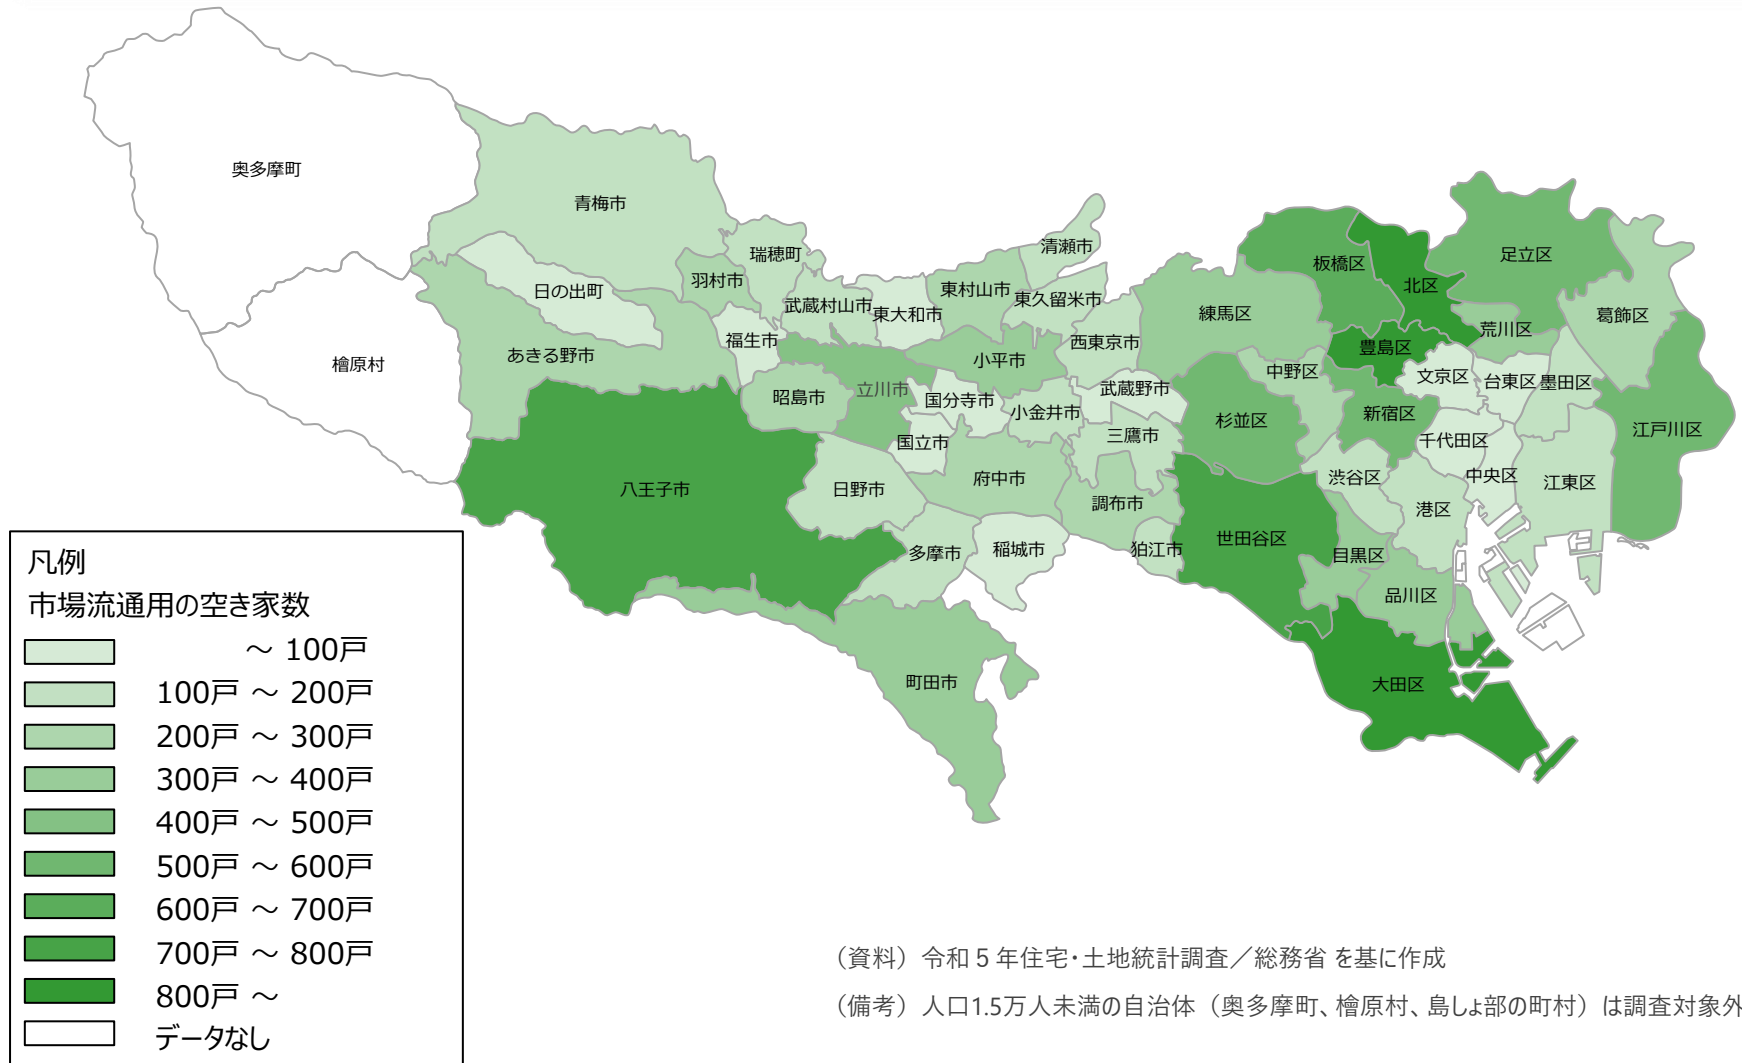 奥多摩町
青梅市
瑞穂町
羽村市
日の出町
檜原村
あきる野市
福生市
武蔵村山市
東大和市
東村山市
清瀬市
東久留米市
小平市
西東京市
昭島市
立川市
国分寺市
小金井市
武蔵野市
国立市
三鷹市
八王子市
日野市
府中市
調布市
多摩市
稲城市
狛江市
町田市
板橋区
北区
足立区
練馬区
豊島区
荒川区
葛飾区
中野区
文京区
台東区
墨田区
杉並区
新宿区
千代田区
江戸川区
渋谷区
中央区
江東区
港区
世田谷区
目黒区
品川区
大田区
凡例
市場流通用の空き家数
～ 100戸
100戸 ～ 200戸
200戸 ～ 300戸
300戸 ～ 400戸
400戸 ～ 500戸
500戸 ～ 600戸
600戸 ～ 700戸
700戸 ～ 800戸
800戸 ～
データなし
（資料）令和５年住宅・土地統計調査／総務省 を基に作成
（備考）人口1.5万人未満の自治体（奥多摩町、檜原村、島しょ部の町村）は調査対象外